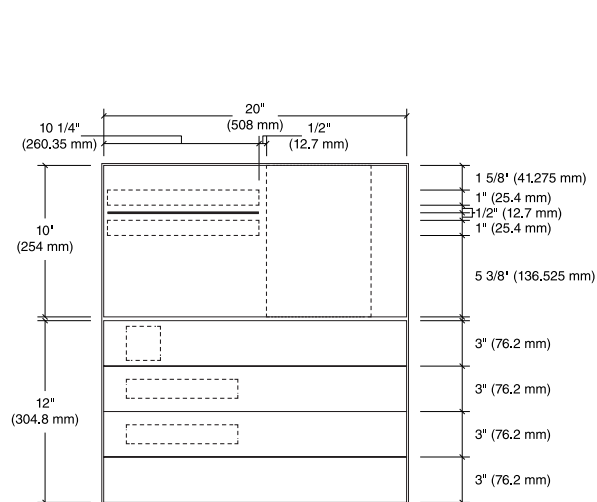 20"
(508 mm)
10 1/4"
(260.35 mm)
1/2"
(12.7 mm)
1 5/8" (41.275 mm)
1" (25.4 mm)
1/2" (12.7 mm)
1" (25.4 mm)
10"
(254 mm)
5 3/8" (136.525 mm)
3" (76.2 mm)
3" (76.2 mm)
12"
(304.8 mm)
3" (76.2 mm)
3" (76.2 mm)